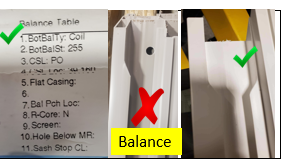 Balance Table
1.BotBalTy: Coil
2.BotBalSt: 255
3.CSL: PO
5.Flat Casing:
6.
7.Bal Pch Loc:
8.R-Core: N
9.Screen:
10.Hole Below MR:
11.Sash Stop CL:
Balance